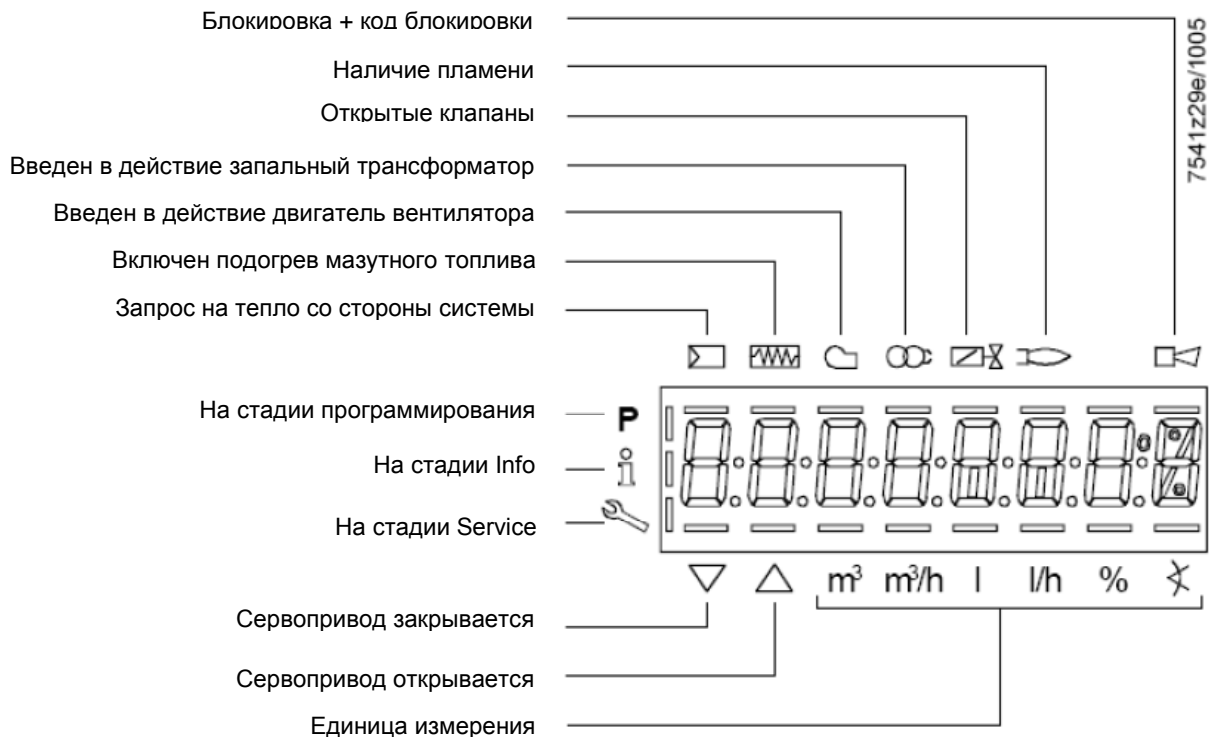 Блокировка + код блокировки
Наличие пламени
Открытые клапаны
Введен в действие запальный трансформатор
Введен в действие двигатель вентилятора
Включен подогрев мазутного топлива
Запрос на тепло со стороны системы
7541z29e/1005
На стадии программирования
P
На стадии Info
i
На стадии Service
m³ m³/h l l/h %
Сервопривод закрывается
Сервопривод открывается
Единица измерения